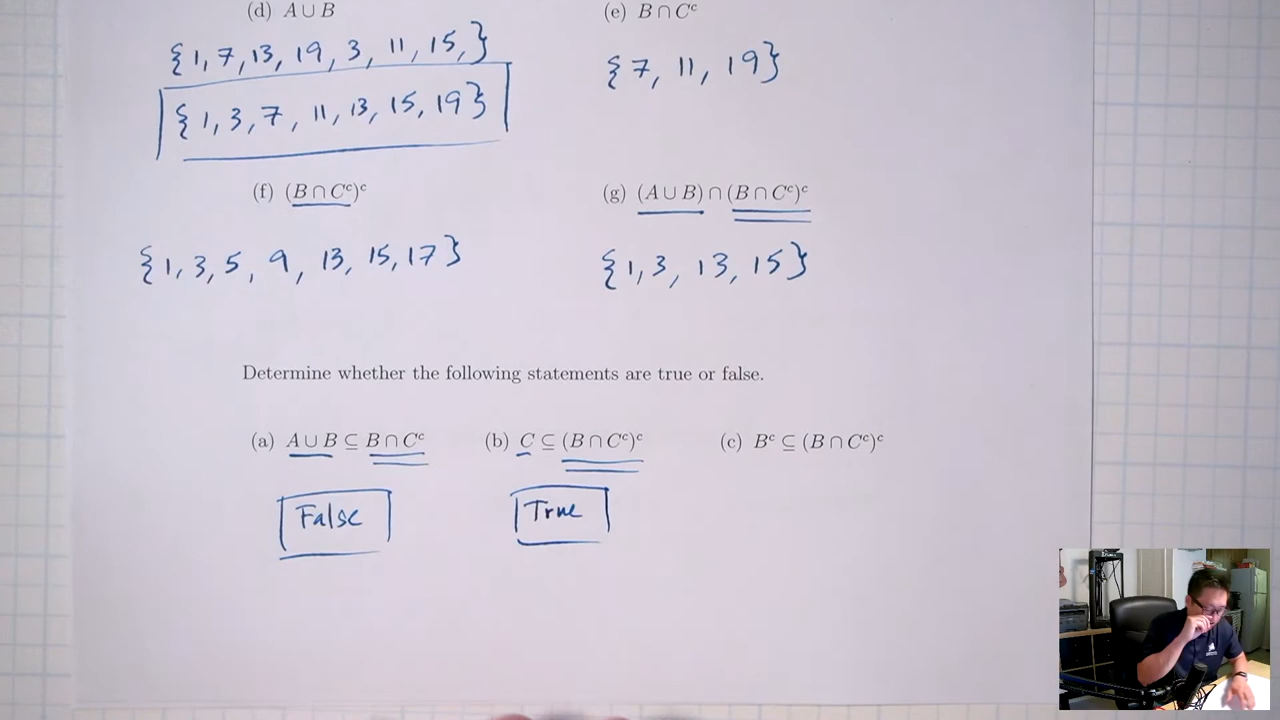 (d) A ∪ B (e) B ∩ Cᶜ
{1, 7, 13, 19, 3, 11, 15, } {7, 11, 19}
{1, 3, 7, 11, 13, 15, 19}
(f) (B ∩ Cᶜ)ᶜ (g) (A ∪ B) ∩ (B ∩ Cᶜ)ᶜ
{1, 3, 5, 9, 13, 15, 17} {1, 3, 13, 15}
Determine whether the following statements are true or false.
(a) A ∪ B ⊆ B ∩ Cᶜ (b) C ⊆ (B ∩ Cᶜ)ᶜ (c) Bᶜ ⊆ (B ∩ Cᶜ)ᶜ
False True